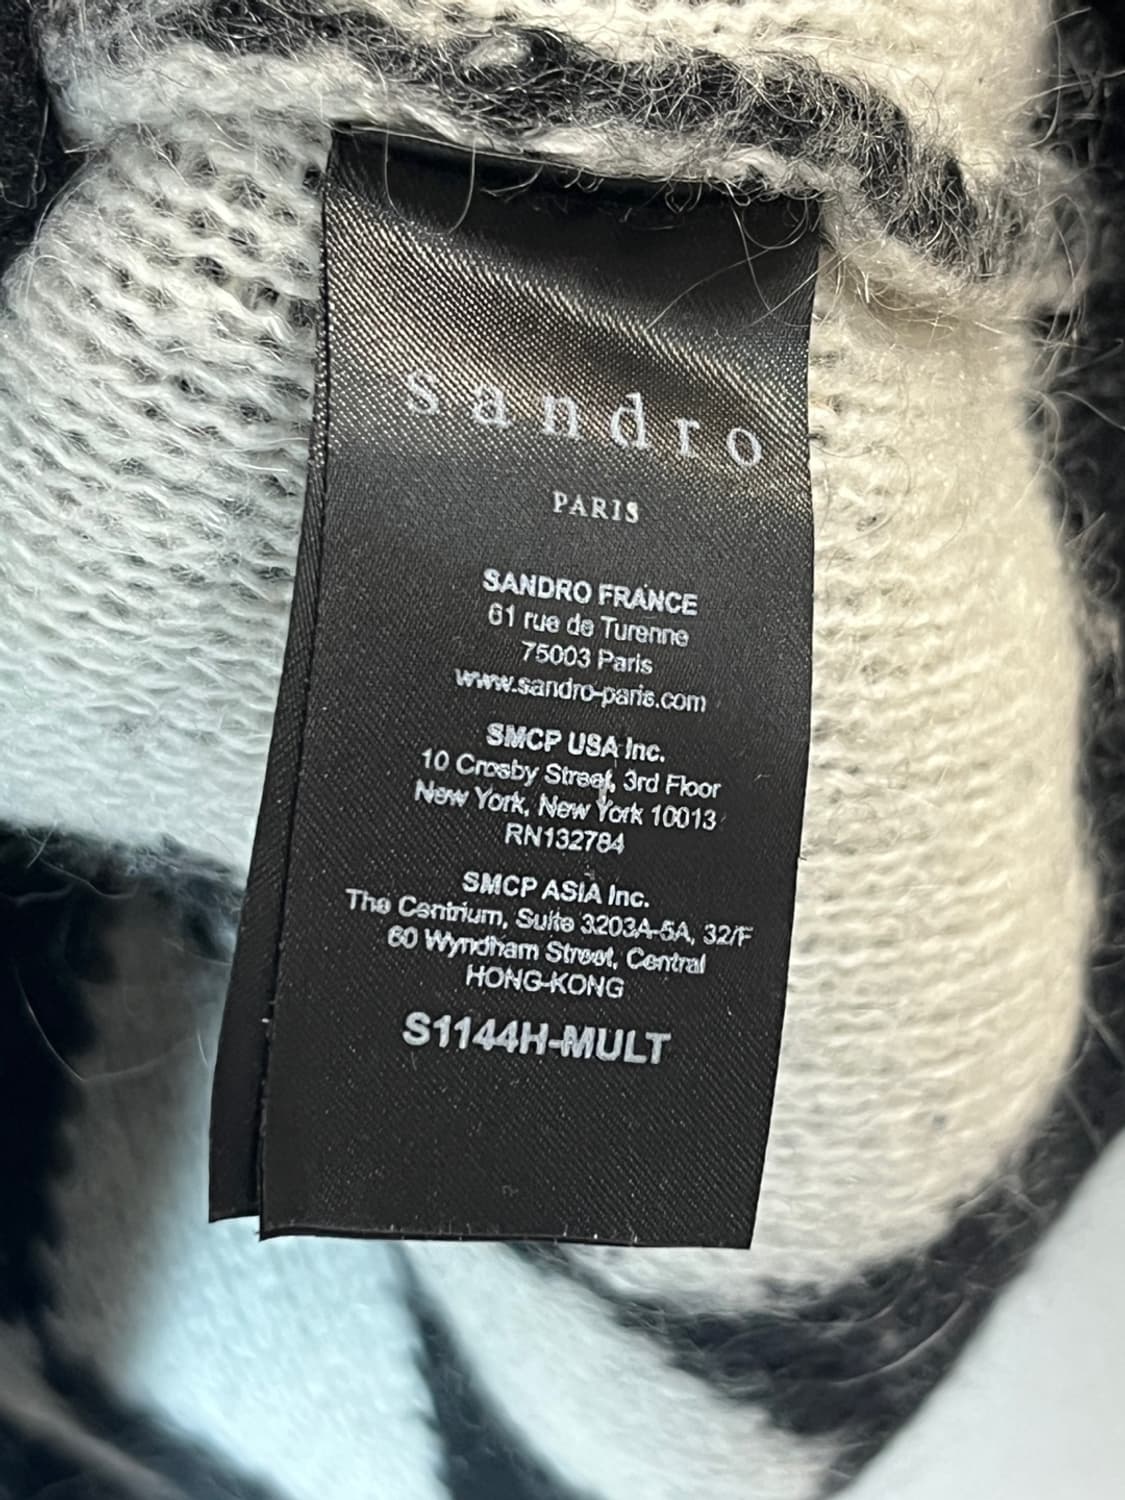 sandro
PARIS
SANDRO FRANCE
61 rue de Turenne
75003 Paris
www.sandro-paris.com
SMCP USA Inc.
10 Crosby Street, 3rd Floor
New York, New York 10013
RN132784
SMCP ASIA Inc.
The Centrium, Suite 3203A-5A, 32/F
60 Wyndham Street, Central
HONG-KONG
S1144H-MULT